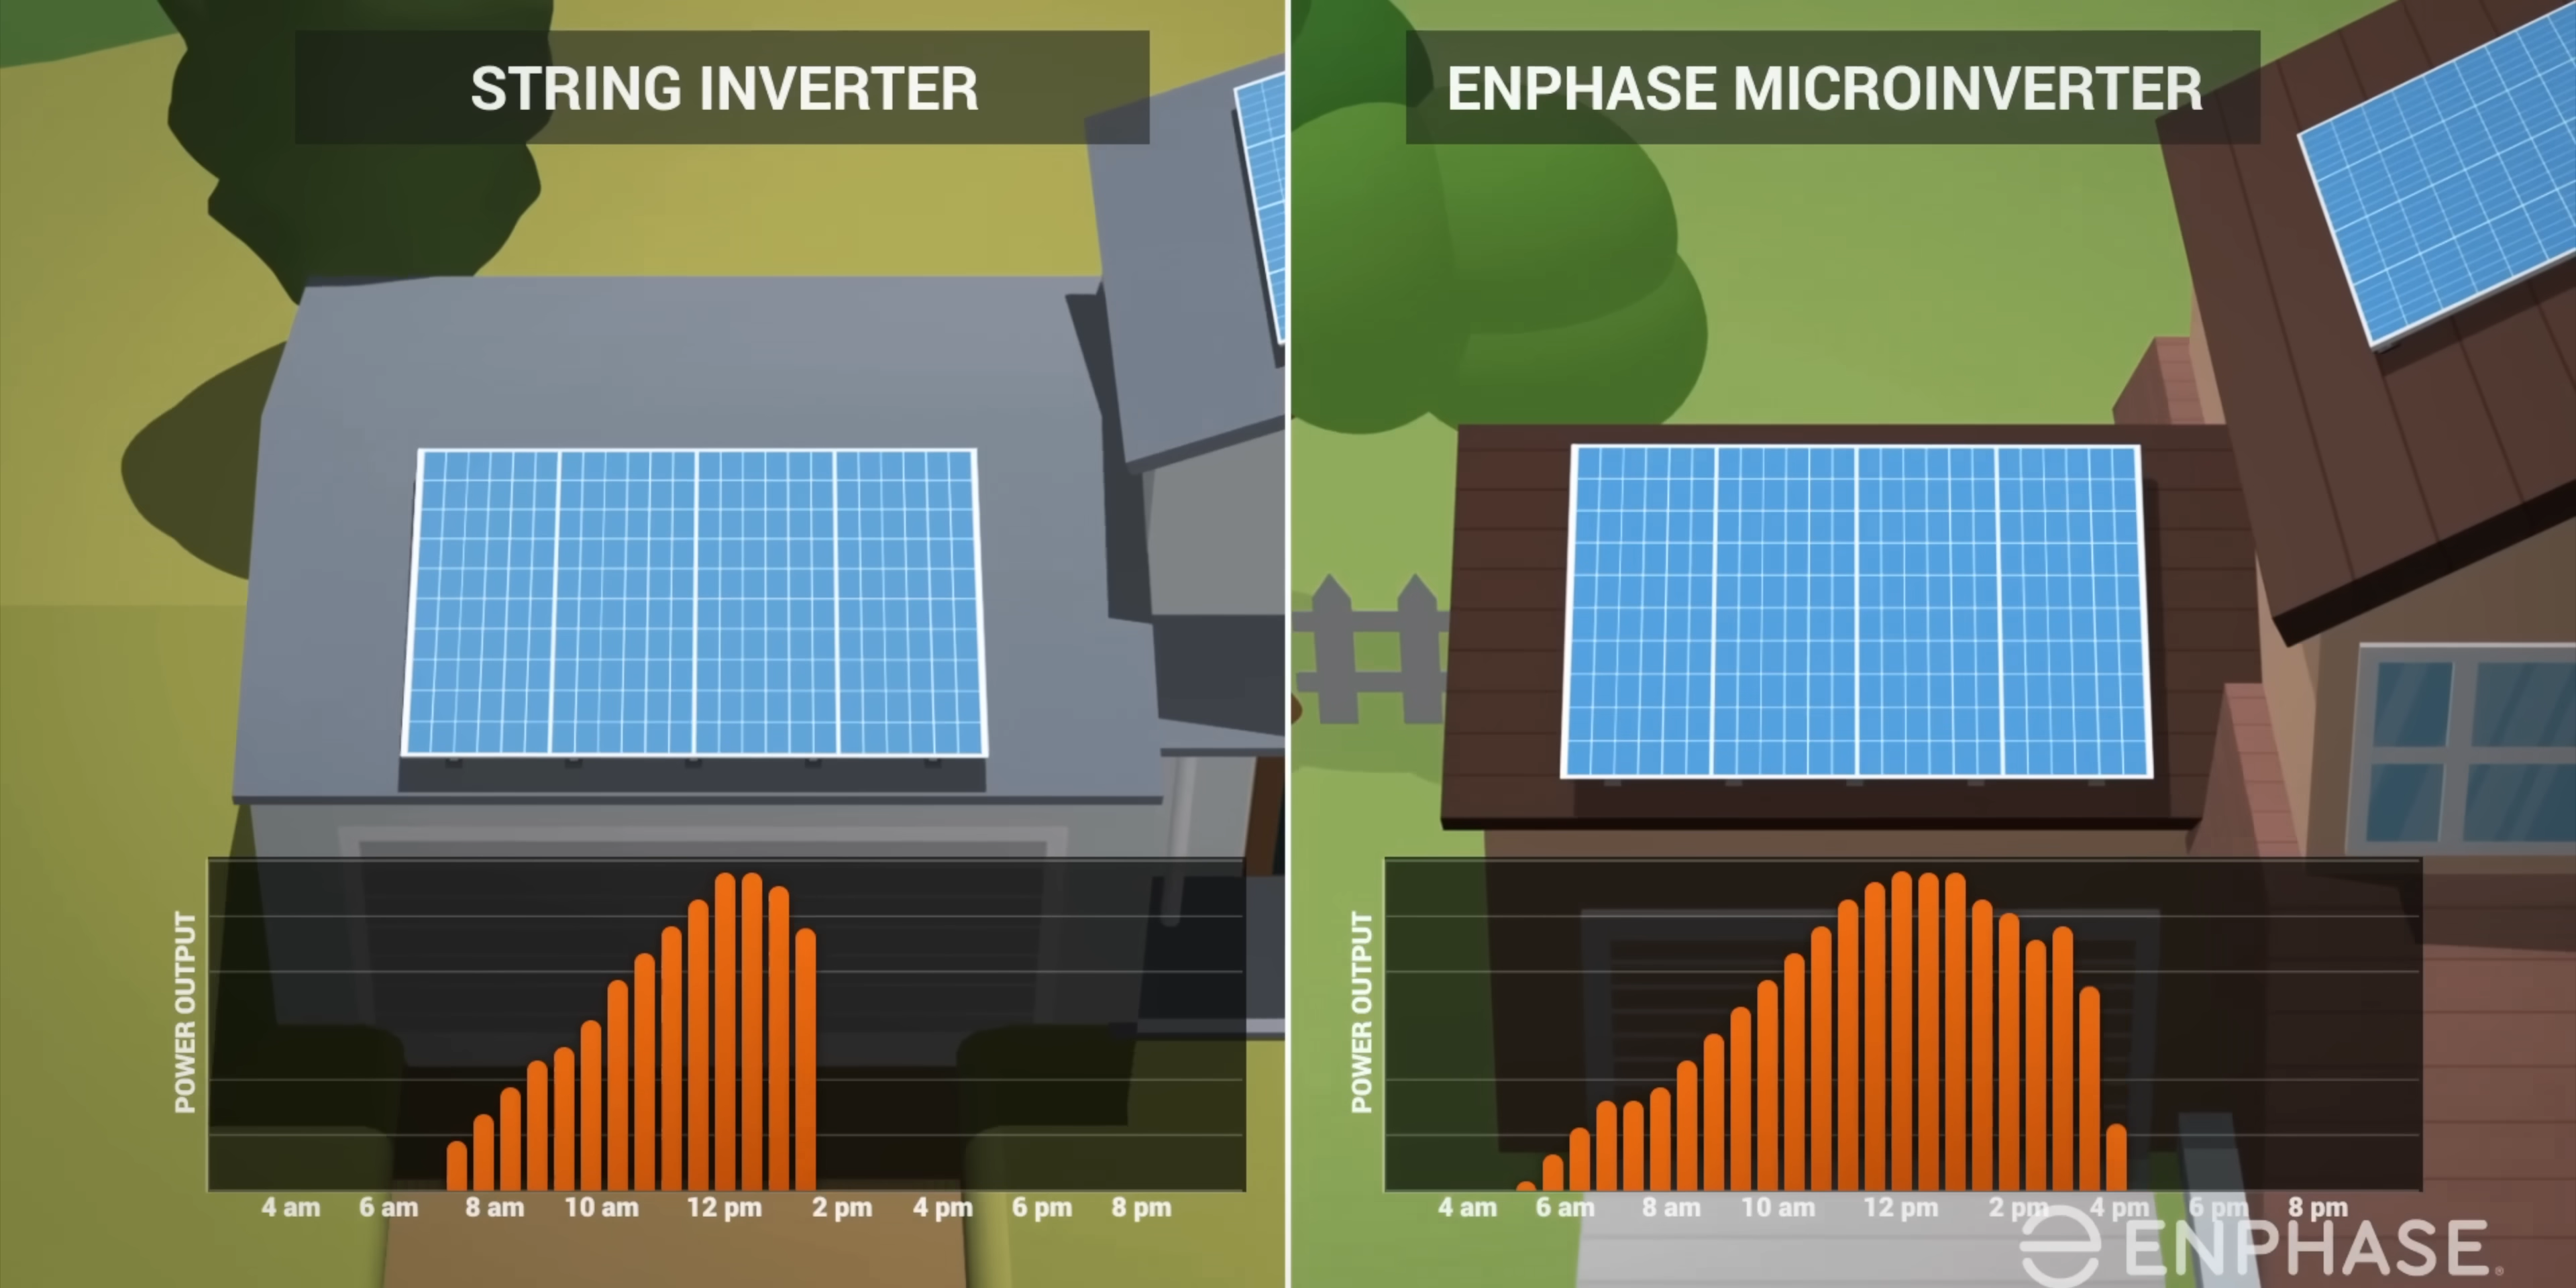 STRING INVERTER
POWER OUTPUT
4 am 6 am 8 am 10 am 12 pm 2 pm 4 pm 6 pm 8 pm
ENPHASE MICROINVERTER
POWER OUTPUT
4 am 6 am 8 am 10 am 12 pm 2 pm 4 pm 6 pm 8 pm
ENPHASE®